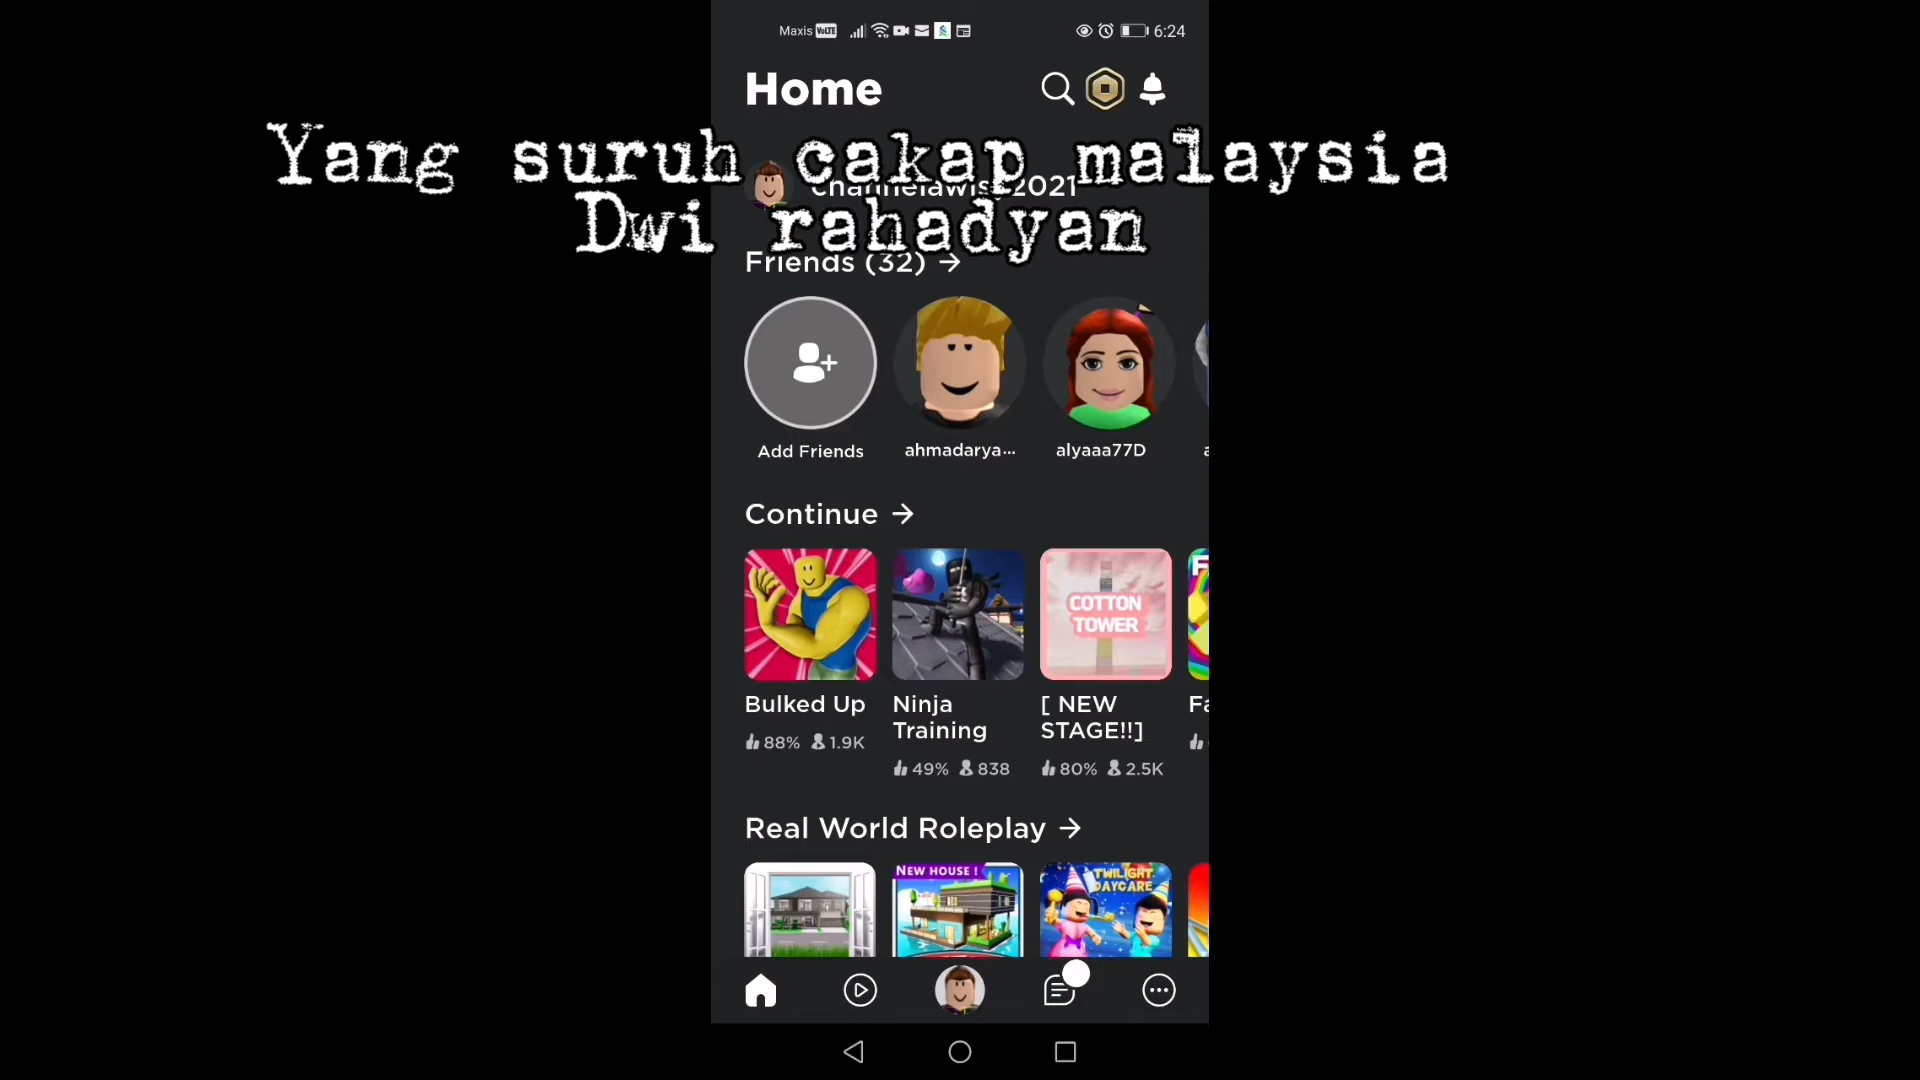 Maxis VoLTE 6:24
Home
Yang suruh cakap malaysia
Dwi rahadyan
Friends (32) →
Add Friends ahmadarya... alyaaa77D
Continue →
COTTON
TOWER
Bulked Up Ninja Training [ NEW STAGE!!]
88% 1.9K 49% 838 80% 2.5K
Real World Roleplay →
NEW HOUSE !
TWILIGHT DAYCARE